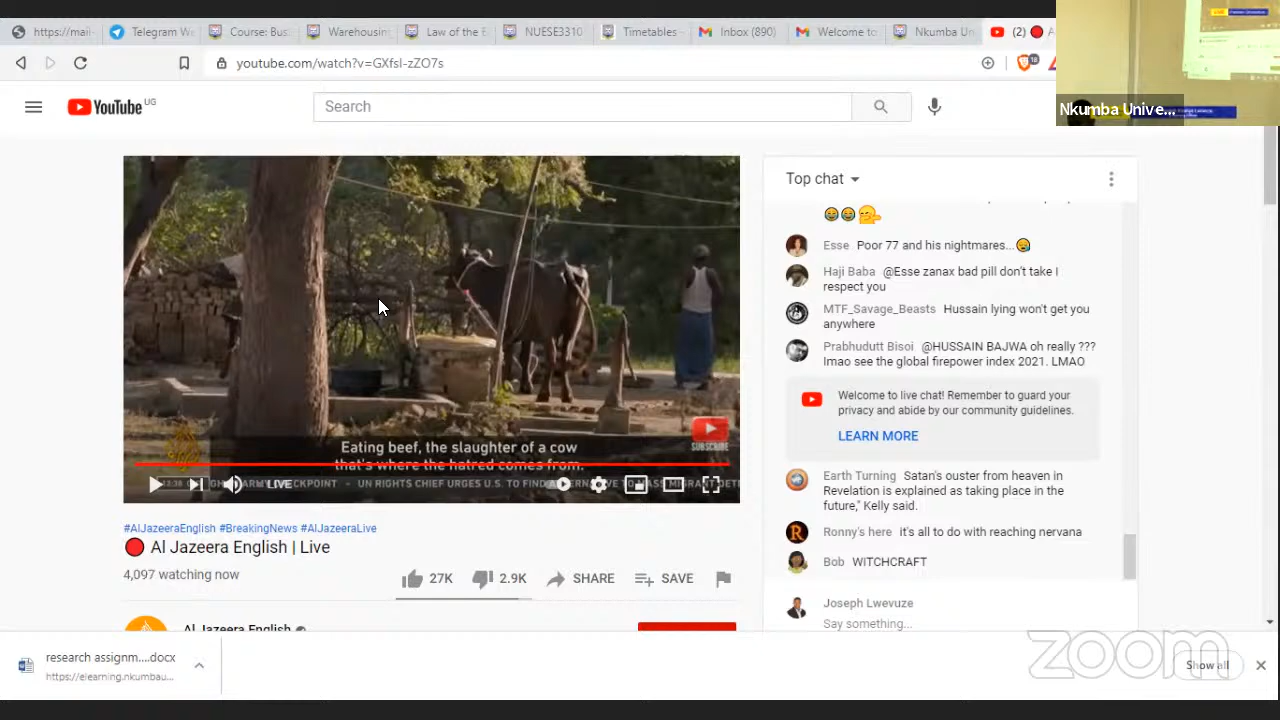 https://mail
Telegram We
Course: Bus
Warehousin
Law of the E
NUESE3310
Timetables
Inbox (890)
Welcome to
Nkumba Un
(2)
youtube.com/watch?v=GXfsI-zZO7s
18
Nkumba Unive...
YouTube UG
Search
SUBSCRIBE
Eating beef, the slaughter of a cow
that's where the hatred comes from.
LIVE
CHECKPOINT - UN RIGHTS CHIEF URGES U.S. TO FIND
MASS MIGRANT
#AlJazeeraEnglish #BreakingNews #AlJazeeraLive
Al Jazeera English | Live
4,097 watching now
27K 2.9K SHARE SAVE
Al Jazeera English
Top chat
Esse Poor 77 and his nightmares...
Haji Baba @Esse zanax bad pill don't take I
respect you
MTF_Savage_Beasts Hussain lying won't get you
anywhere
Prabhudutt Bisoi @HUSSAIN BAJWA oh really ???
lmao see the global firepower index 2021. LMAO
Welcome to live chat! Remember to guard your
privacy and abide by our community guidelines.
LEARN MORE
Earth Turning Satan's ouster from heaven in
Revelation is explained as taking place in the
future," Kelly said.
Ronny's here it's all to do with reaching nervana
Bob WITCHCRAFT
Joseph Lwevuze
Say something...
research assignm....docx
https://elearning.nkumbau...
zoom
Show all